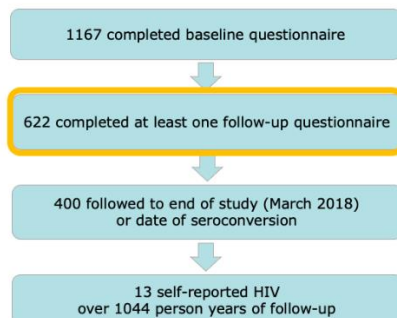 1167 completed baseline questionnaire
622 completed at least one follow-up questionnaire
400 followed to end of study (March 2018)
or date of seroconversion
13 self-reported HIV
over 1044 person years of follow-up